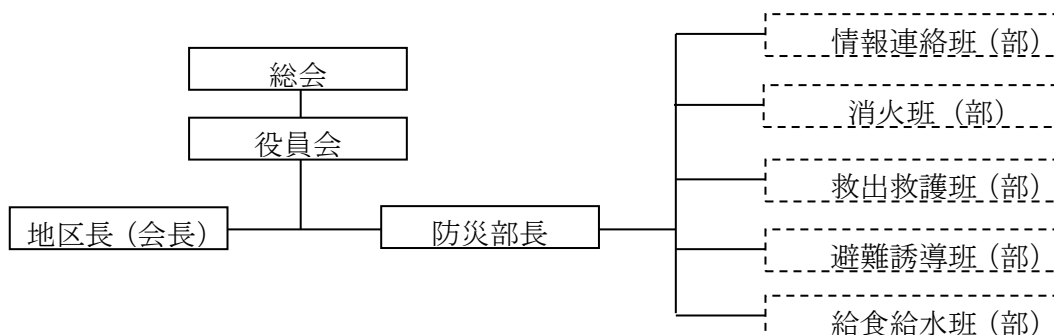 総会
役員会
地区長（会長）
防災部長
情報連絡班（部）
消火班（部）
救出救護班（部）
避難誘導班（部）
給食給水班（部）